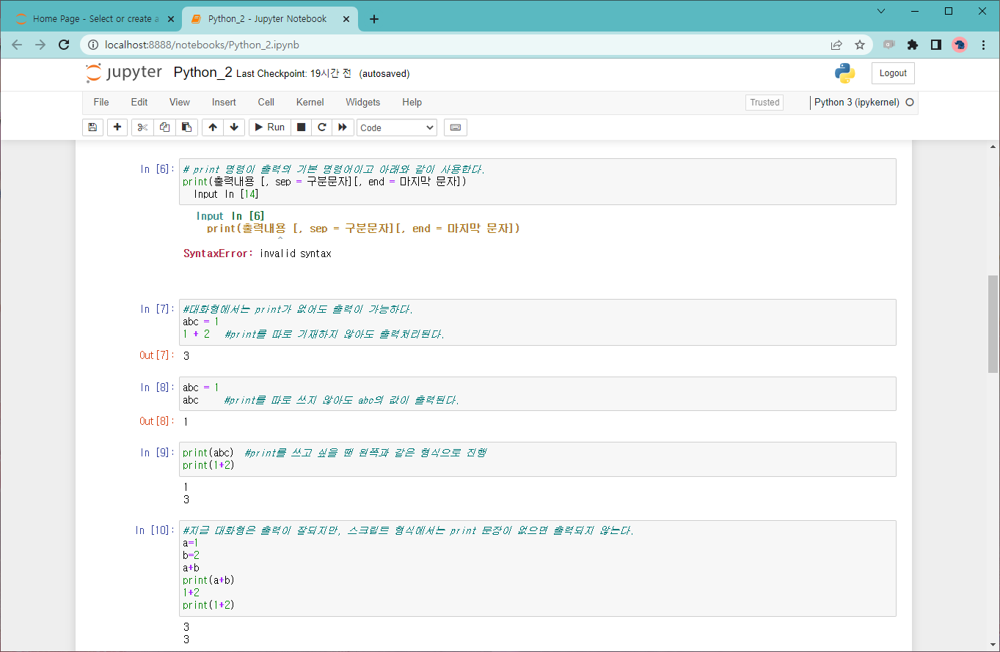 Home Page - Select or create a
Python_2 - Jupyter Notebook
localhost:8888/notebooks/Python_2.ipynb
jupyter Python_2 Last Checkpoint: 19시간 전 (autosaved)
Logout
File Edit View Insert Cell Kernel Widgets Help
Trusted
Python 3 (ipykernel)
Run
Code
In [6]:
# print 명령이 출력의 기본 명령어이고 아래와 같이 사용한다.
print(출력내용 [, sep = 구분문자][, end = 마지막 문자])
Input In [14]
Input In [6]
print(출력내용 [, sep = 구분문자][, end = 마지막 문자])
^
SyntaxError: invalid syntax
In [7]:
#대화형에서는 print가 없어도 출력이 가능하다.
abc = 1
1 + 2 #print를 따로 기재하지 않아도 출력처리된다.
Out[7]: 3
In [8]:
abc = 1
abc #print를 따로 쓰지 않아도 abc의 값이 출력된다.
Out[8]: 1
In [9]:
print(abc) #print를 쓰고 싶을 땐 왼쪽과 같은 형식으로 진행
print(1+2)
1
3
In [10]:
#지금 대화형은 출력이 잘되지만, 스크립트 형식에서는 print 문장이 없으면 출력되지 않는다.
a=1
b=2
a+b
print(a+b)
1+2
print(1+2)
3
3